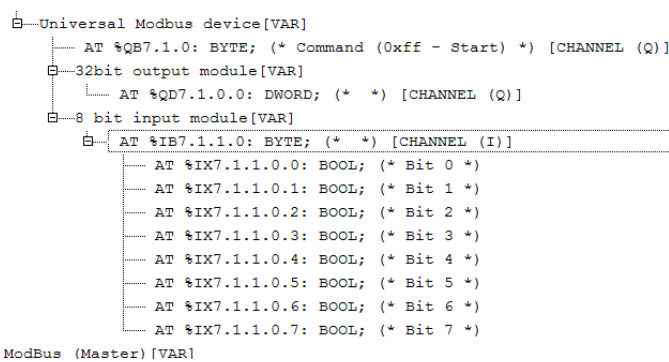 Universal Modbus device[VAR]
AT %QB7.1.0: BYTE; (* Command (0xff - Start) *) [CHANNEL (Q)]
32bit output module[VAR]
AT %QD7.1.0.0: DWORD; (*  *) [CHANNEL (Q)]
8 bit input module[VAR]
AT %IB7.1.1.0: BYTE; (*  *) [CHANNEL (I)]
AT %IX7.1.1.0.0: BOOL; (* Bit 0 *)
AT %IX7.1.1.0.1: BOOL; (* Bit 1 *)
AT %IX7.1.1.0.2: BOOL; (* Bit 2 *)
AT %IX7.1.1.0.3: BOOL; (* Bit 3 *)
AT %IX7.1.1.0.4: BOOL; (* Bit 4 *)
AT %IX7.1.1.0.5: BOOL; (* Bit 5 *)
AT %IX7.1.1.0.6: BOOL; (* Bit 6 *)
AT %IX7.1.1.0.7: BOOL; (* Bit 7 *)
ModBus (Master)[VAR]